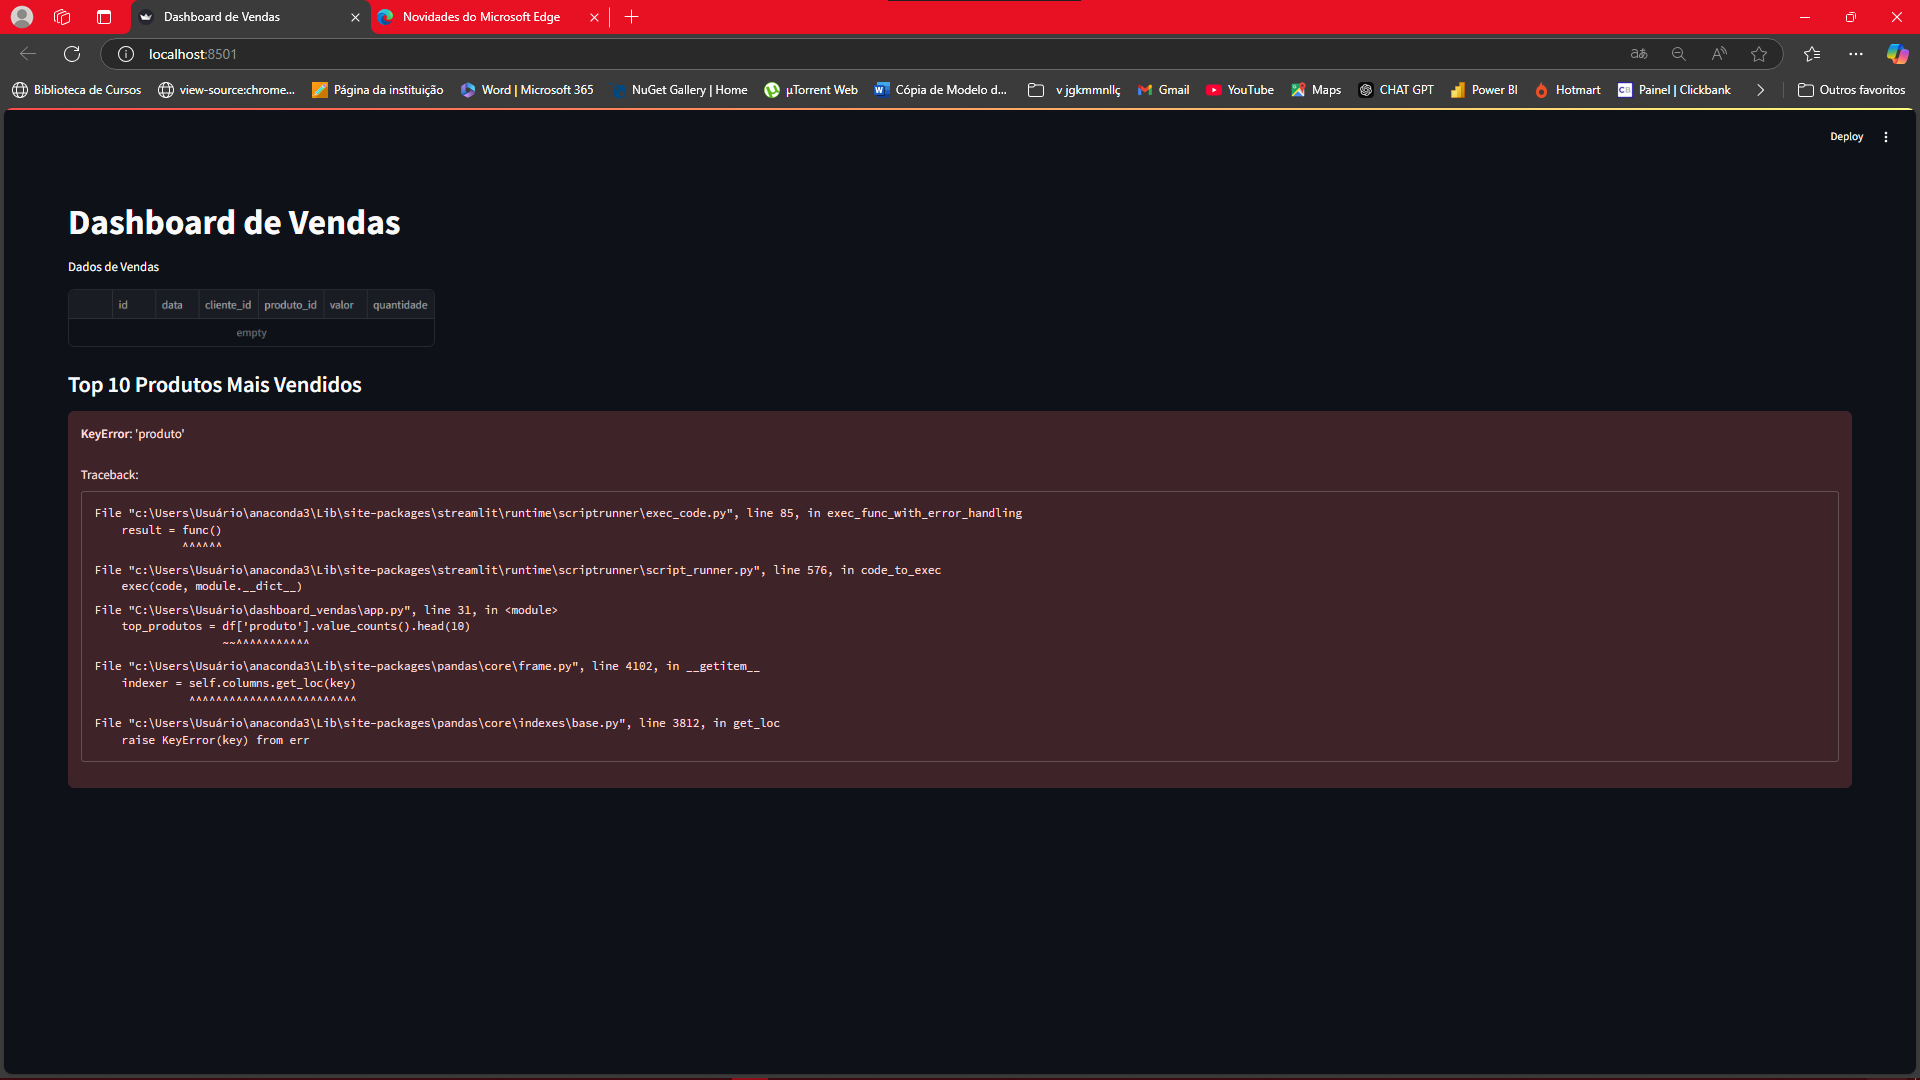 Dashboard de Vendas
Novidades do Microsoft Edge
localhost:8501
Biblioteca de Cursos
view-source:chrome...
Página da instituição
Word | Microsoft 365
NuGet Gallery | Home
µTorrent Web
Cópia de Modelo d...
v jgkmmnllç
Gmail
YouTube
Maps
CHAT GPT
Power BI
Hotmart
CB
Painel | Clickbank
Outros favoritos
Deploy
Dashboard de Vendas
Dados de Vendas
id data cliente_id produto_id valor quantidade
empty
Top 10 Produtos Mais Vendidos
KeyError: 'produto'
Traceback:
File "c:\Users\Usuário\anaconda3\Lib\site-packages\streamlit\runtime\scriptrunner\exec_code.py", line 85, in exec_func_with_error_handling
result = func()
^^^^^^
File "c:\Users\Usuário\anaconda3\Lib\site-packages\streamlit\runtime\scriptrunner\script_runner.py", line 576, in code_to_exec
exec(code, module.__dict__)
File "C:\Users\Usuário\dashboard_vendas\app.py", line 31, in <module>
top_produtos = df['produto'].value_counts().head(10)
~~^^^^^^^^^^^
File "c:\Users\Usuário\anaconda3\Lib\site-packages\pandas\core\frame.py", line 4102, in __getitem__
indexer = self.columns.get_loc(key)
^^^^^^^^^^^^^^^^^^^^^^^^^
File "c:\Users\Usuário\anaconda3\Lib\site-packages\pandas\core\indexes\base.py", line 3812, in get_loc
raise KeyError(key) from err